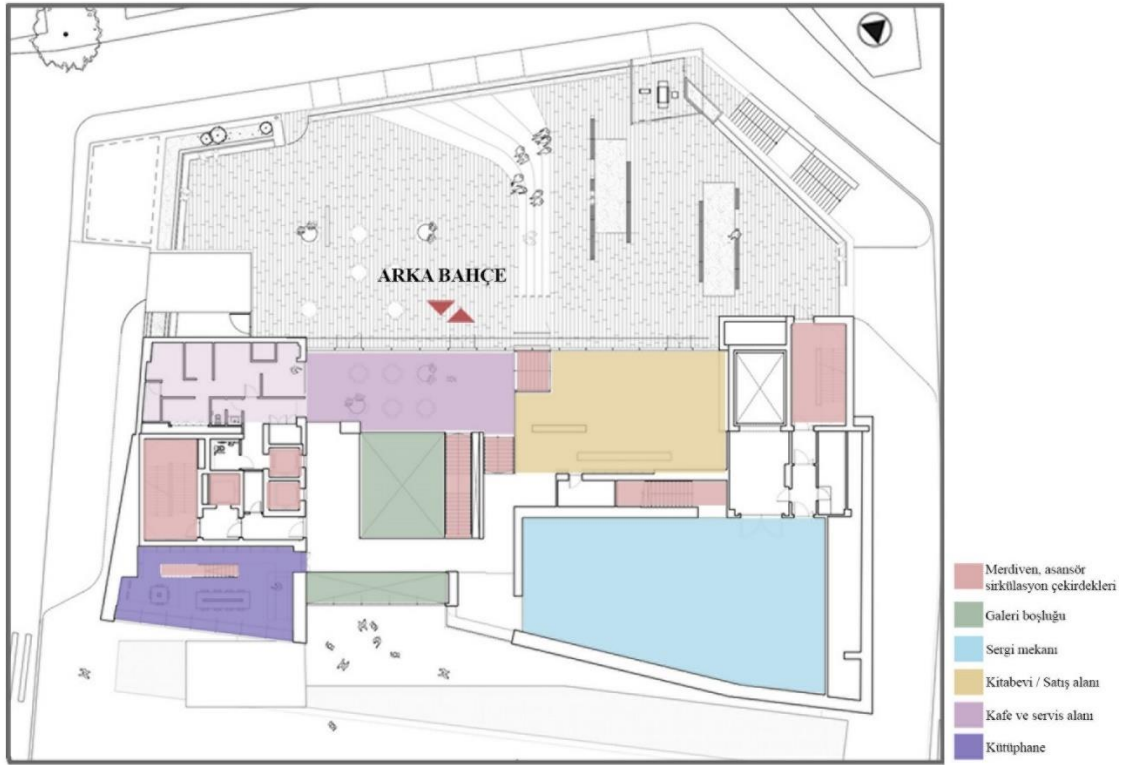 ARKA BAHÇE
Merdiven, asansör
sirkülasyon çekirdekleri
Galeri boşluğu
Sergi mekanı
Kitabevi / Satış alanı
Kafe ve servis alanı
Kütüphane